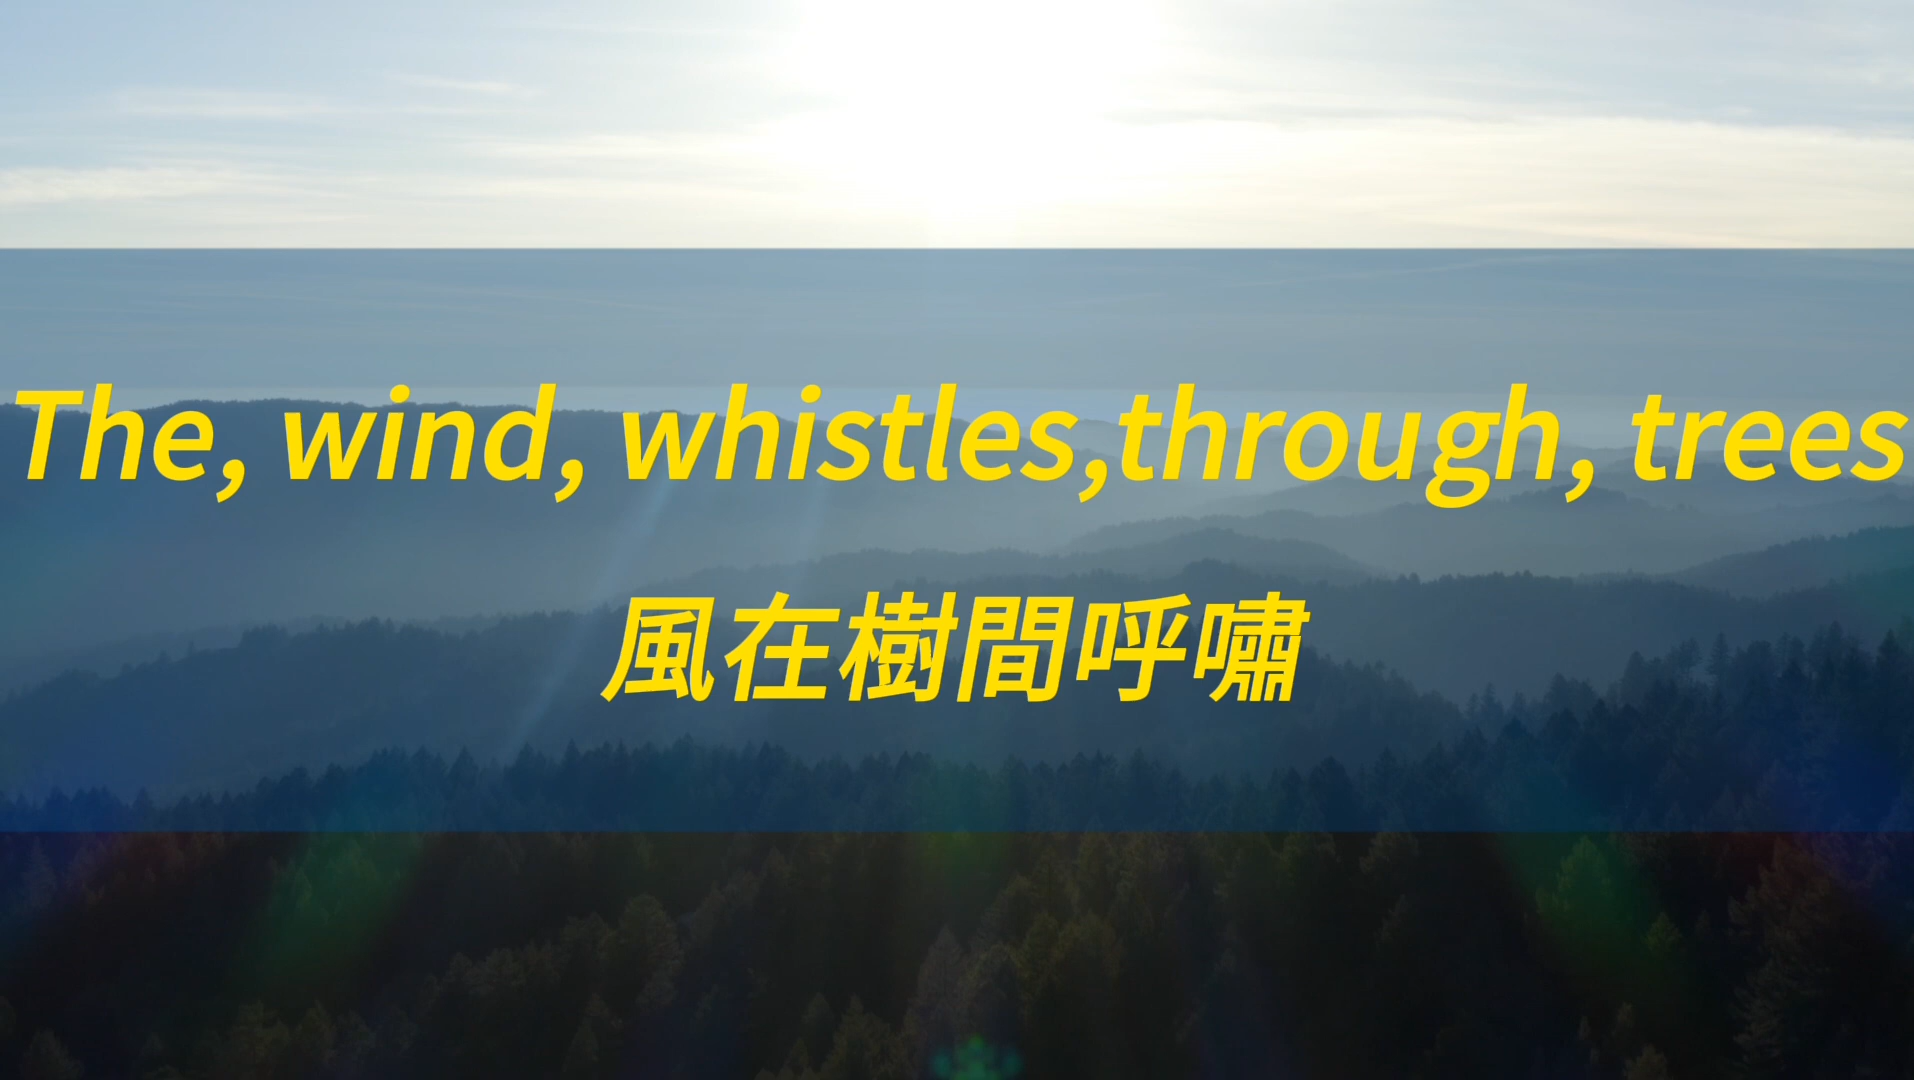 The, wind, whistles,through, trees
風在樹間呼嘯